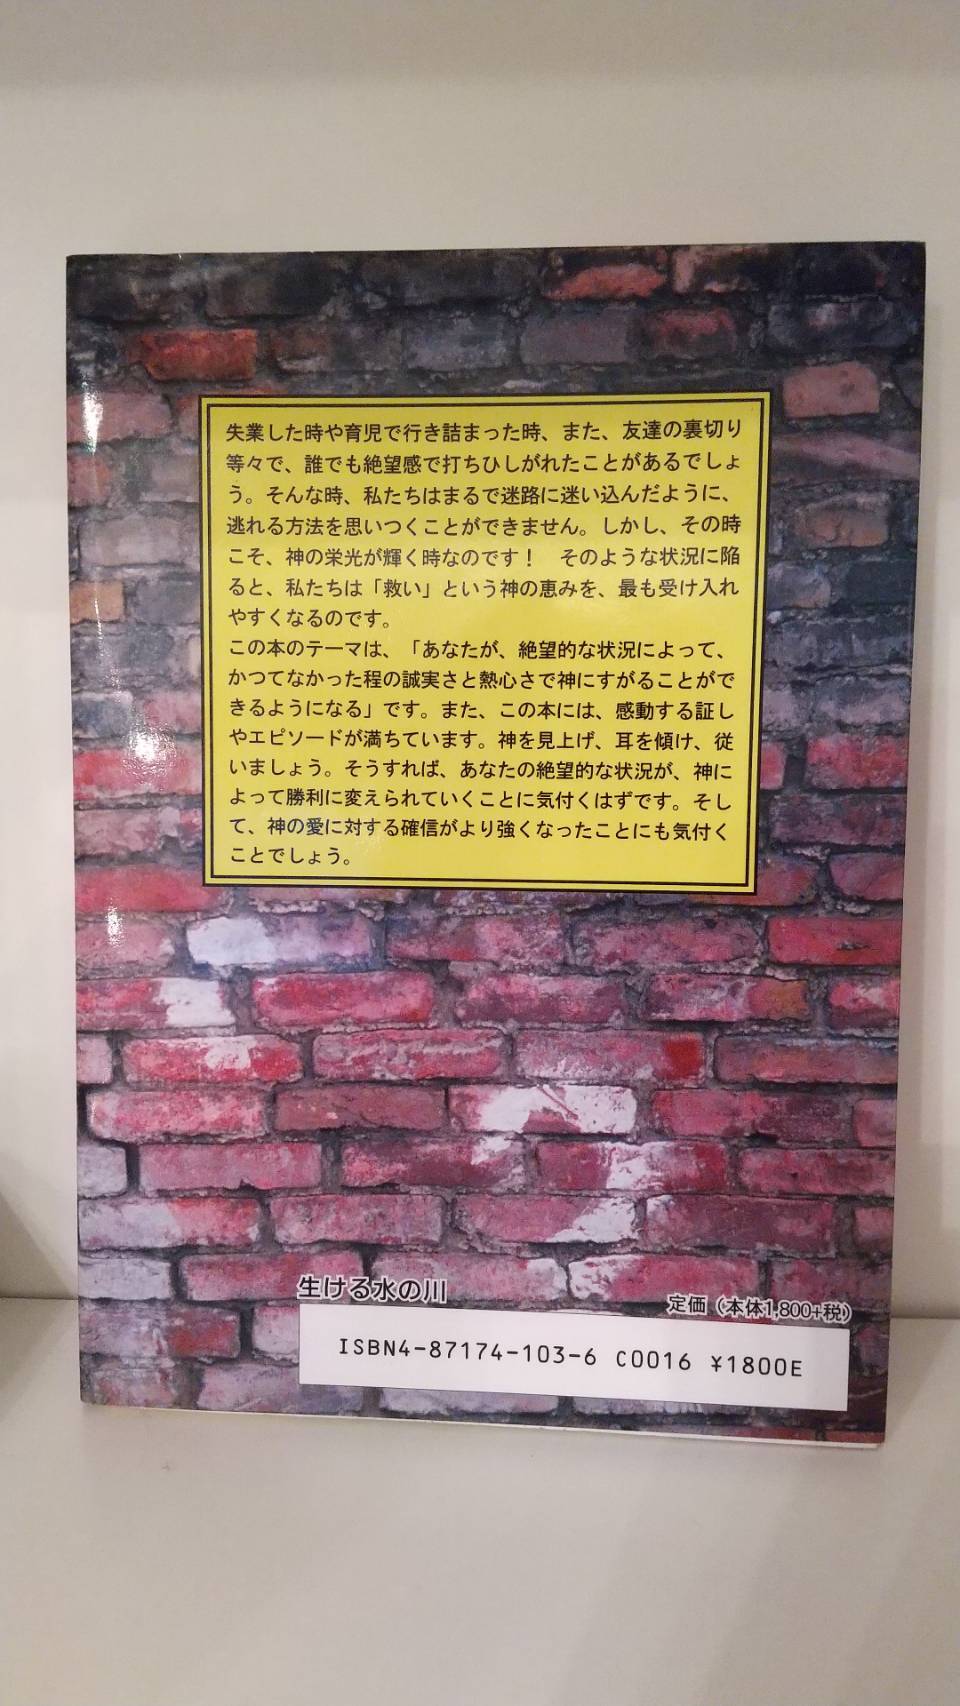 失業した時や育児で行き詰まった時、また、友達の裏切り
等々で、誰でも絶望感で打ちひしがれたことがあるでしょ
う。そんな時、私たちはまるで迷路に迷い込んだように、
逃れる方法を思いつくことができません。しかし、その時
こそ、神の栄光が輝く時なのです！　そのような状況に陥
ると、私たちは「救い」という神の恵みを、最も受け入れ
やすくなるのです。
この本のテーマは、「あなたが、絶望的な状況によって、
かつてなかった程の誠実さと熱心さで神にすがることがで
きるようになる」です。また、この本には、感動する証し
やエピソードが満ちています。神を見上げ、耳を傾け、従
いましょう。そうすれば、あなたの絶望的な状況が、神に
よって勝利に変えられていくことに気付くはずです。そし
て、神の愛に対する確信がより強くなったことにも気付く
ことでしょう。
生ける水の川
定価（本体1,800+税）
ISBN4-87174-103-6 C0016 ¥1800E